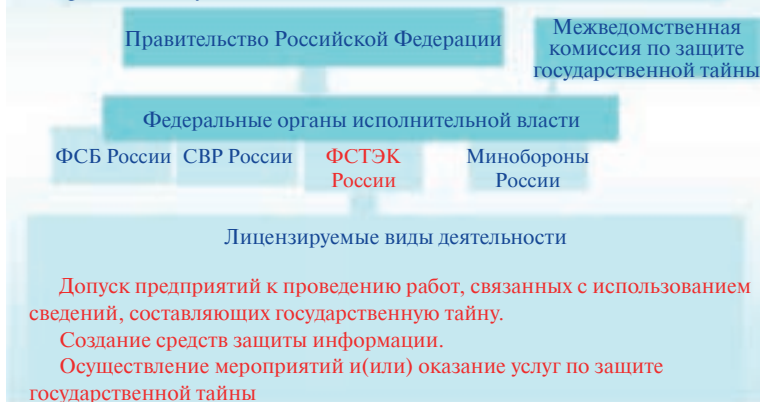 Правительство Российской Федерации
Межведомственная
комиссия по защите
государственной тайны
Федеральные органы исполнительной власти
ФСБ России СВР России ФСТЭК
России
Минобороны
России
Лицензируемые виды деятельности
Допуск предприятий к проведению работ, связанных с использованием
сведений, составляющих государственную тайну.
Создание средств защиты информации.
Осуществление мероприятий и(или) оказание услуг по защите
государственной тайны